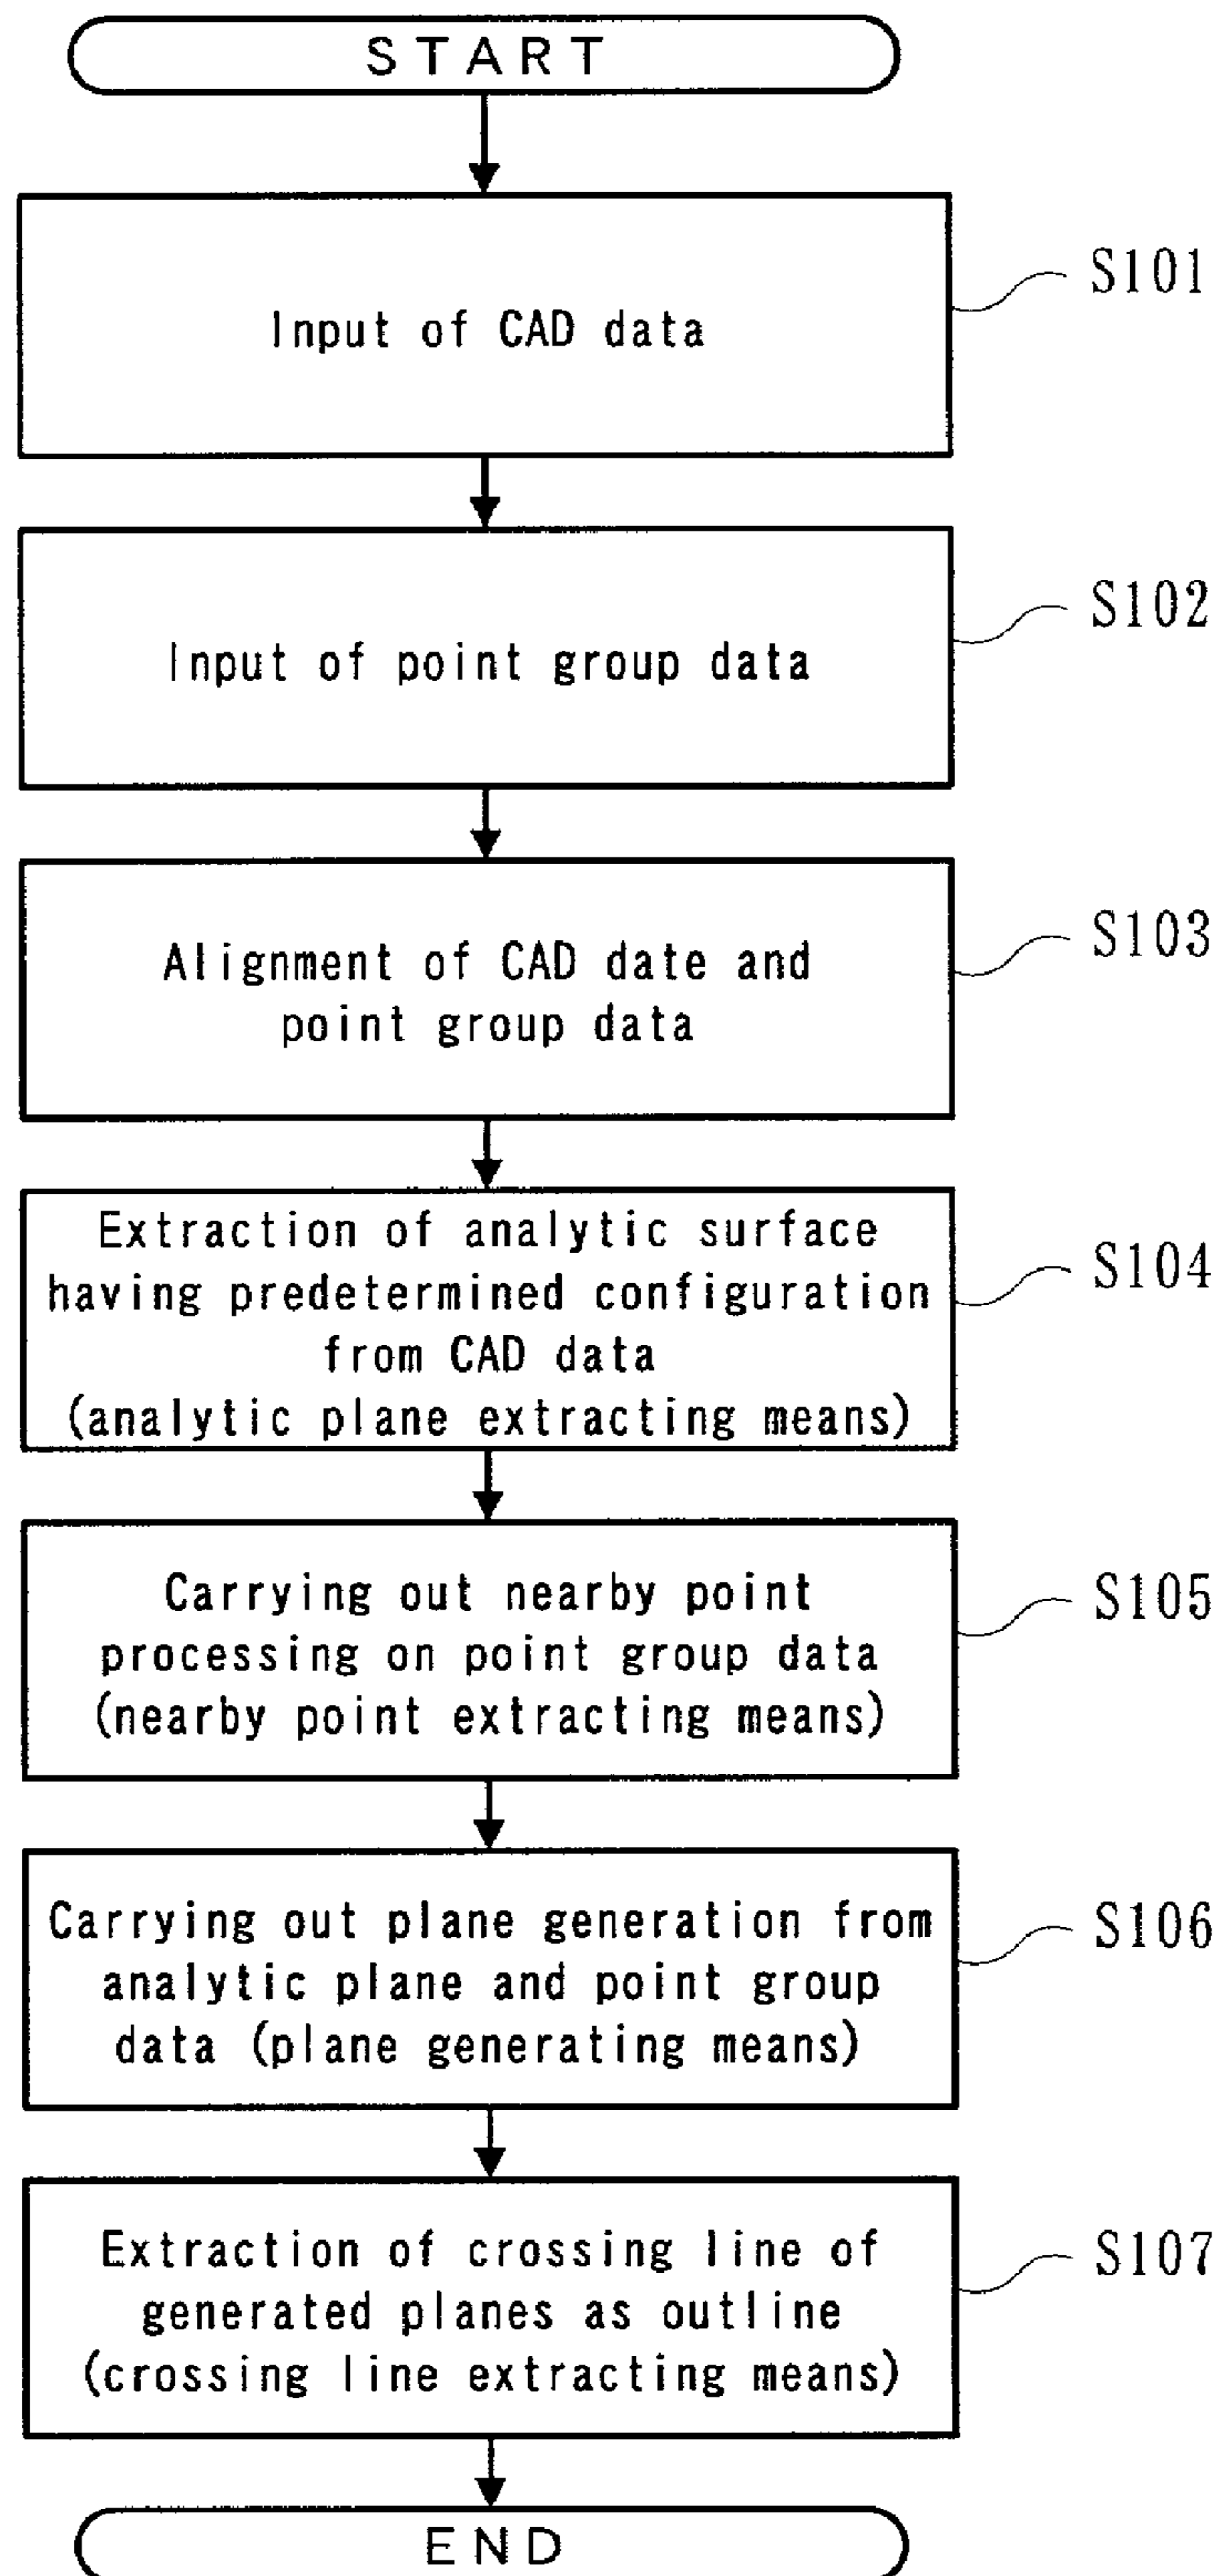 START
S101
Input of CAD data
S102
Input of point group data
S103
Alignment of CAD date and
point group data
S104
Extraction of analytic surface
having predetermined configuration
from CAD data
(analytic plane extracting means)
S105
Carrying out nearby point
processing on point group data
(nearby point extracting means)
S106
Carrying out plane generation from
analytic plane and point group
data (plane generating means)
S107
Extraction of crossing line of
generated planes as outline
(crossing line extracting means)
END